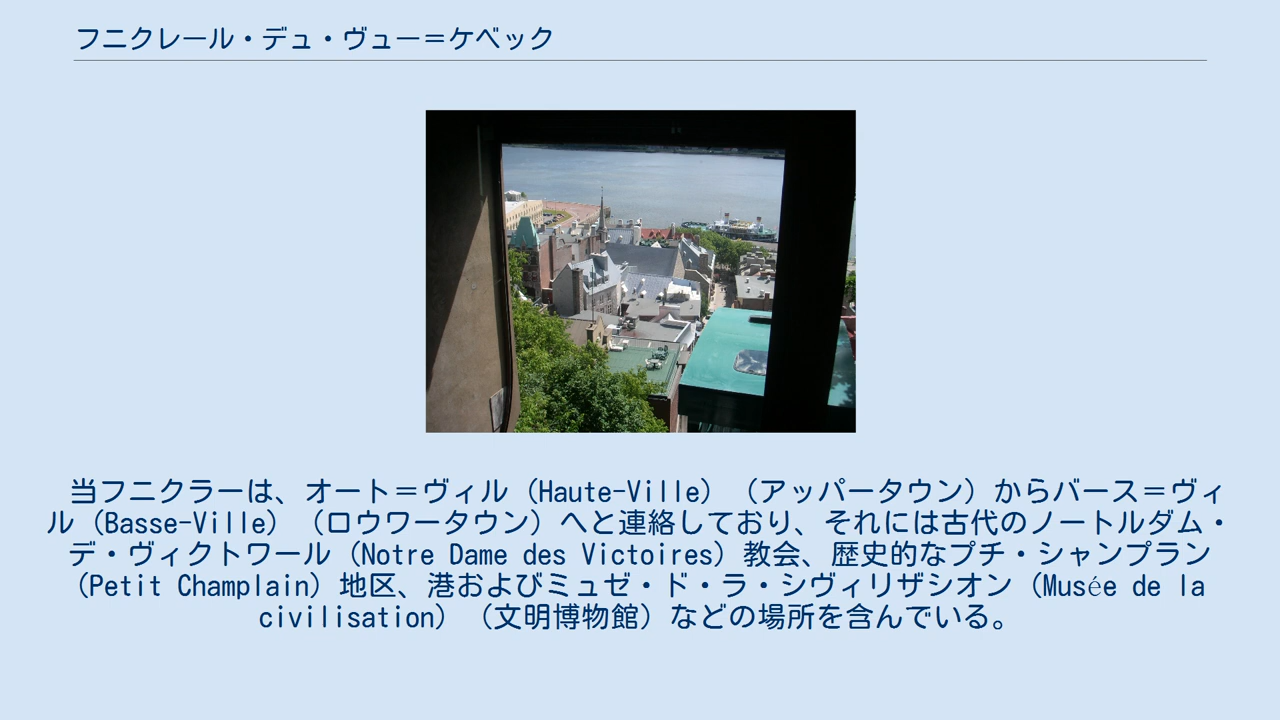 フニクレール・デュ・ヴュー＝ケベック
当フニクラーは、オート＝ヴィル（Haute-Ville）（アッパータウン）からバース＝ヴィ
ル（Basse-Ville）（ロウワータウン）へと連絡しており、それには古代のノートルダム・
デ・ヴィクトワール（Notre Dame des Victoires）教会、歴史的なプチ・シャンプラン
（Petit Champlain）地区、港およびミュゼ・ド・ラ・シヴィリザシオン（Musée de la
civilisation）（文明博物館）などの場所を含んでいる。